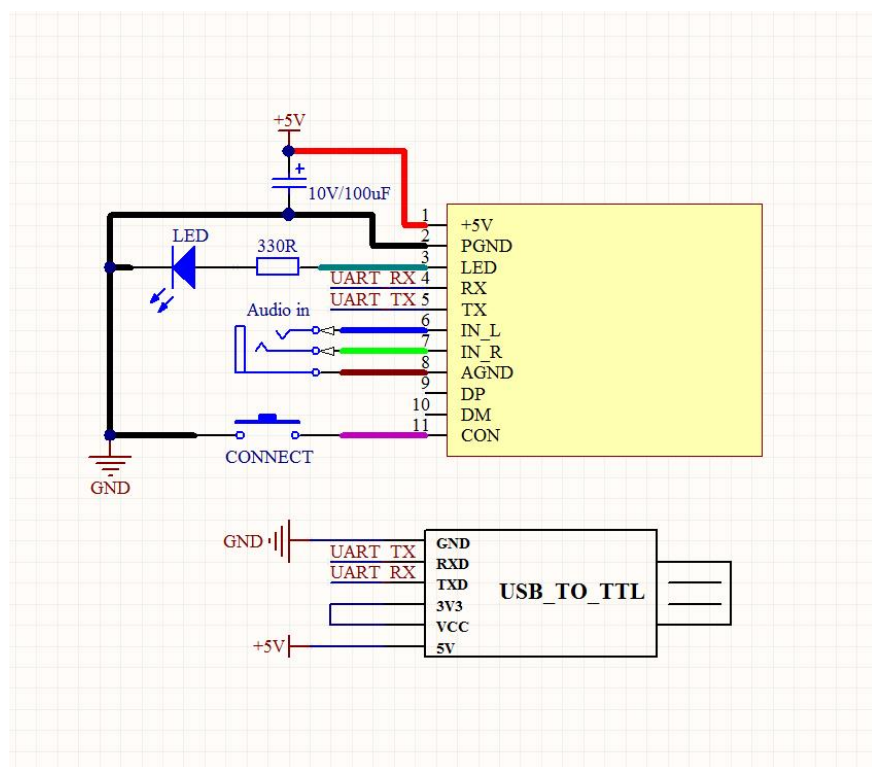 +5V
+
10V/100uF
1
+5V
2
PGND
LED
330R
3
LED
UART_RX
4
RX
UART_TX
5
TX
Audio in
6
IN_L
7
IN_R
8
AGND
9
DP
10
DM
11
CON
CONNECT
GND
GND
GND
UART_TX
RXD
UART_RX
TXD
USB_TO_TTL
3V3
VCC
+5V
5V